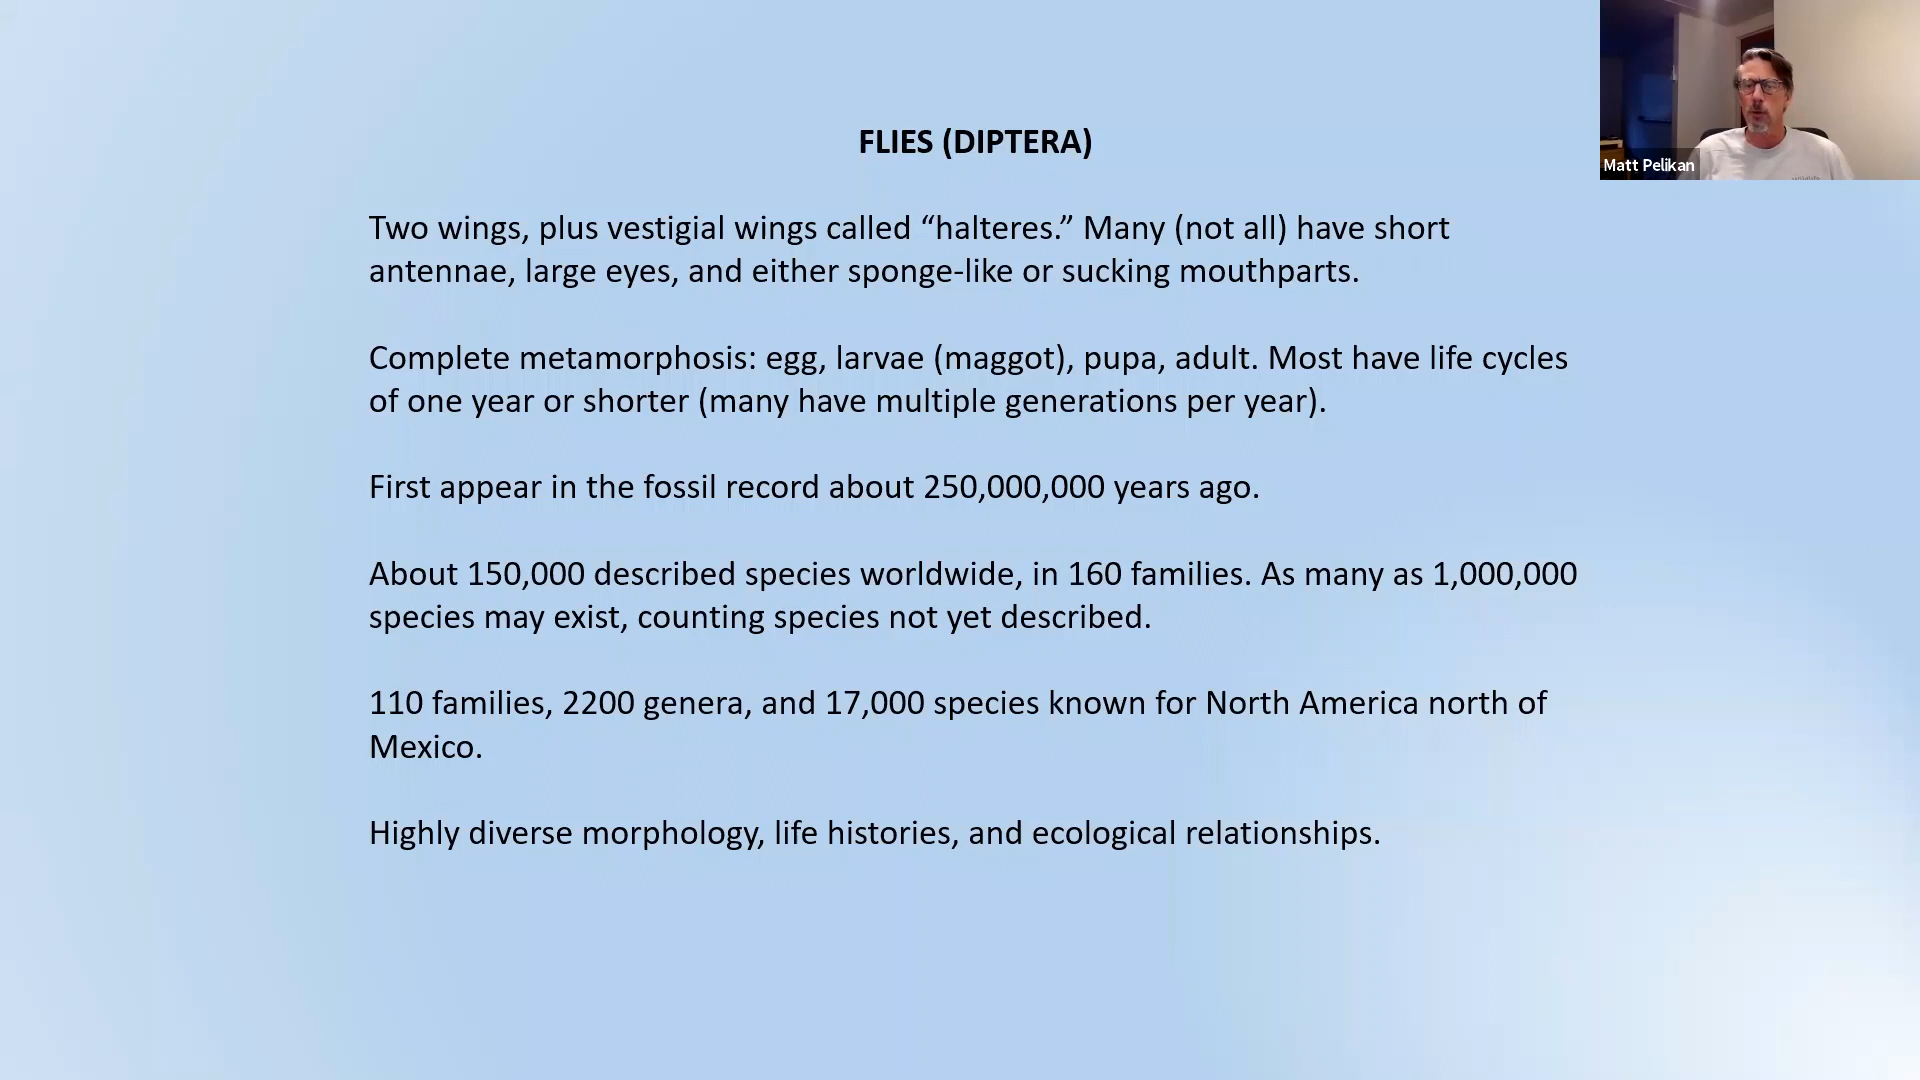 FLIES (DIPTERA)
Two wings, plus vestigial wings called “halteres.” Many (not all) have short
antennae, large eyes, and either sponge-like or sucking mouthparts.
Complete metamorphosis: egg, larvae (maggot), pupa, adult. Most have life cycles
of one year or shorter (many have multiple generations per year).
First appear in the fossil record about 250,000,000 years ago.
About 150,000 described species worldwide, in 160 families. As many as 1,000,000
species may exist, counting species not yet described.
110 families, 2200 genera, and 17,000 species known for North America north of
Mexico.
Highly diverse morphology, life histories, and ecological relationships.
Matt Pelikan